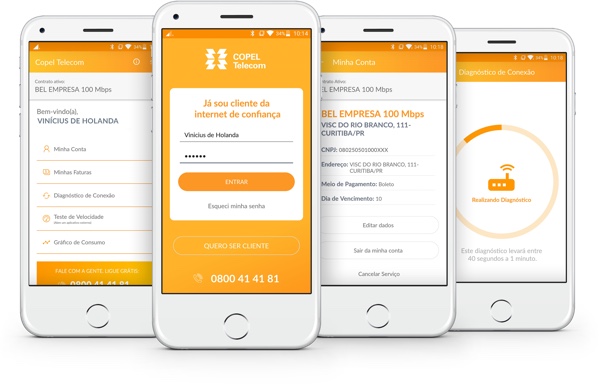 34% 10:16
Copel Telecom
Contrato ativo:
BEL EMPRESA 100 Mbps
Bem-vindo(a),
VINÍCIUS DE HOLANDA
Minha Conta
Minhas Faturas
Diagnóstico de Conexão
Teste de Velocidade
Gráfico de Consumo
FALE COM A GENTE. LIGUE GRÁTIS:
0800 41 41 81
34% 10:14
COPEL
Telecom
Já sou cliente da
internet de confiança
Vinicius de Holanda
••••••
ENTRAR
Esqueci minha senha
QUERO SER CLIENTE
0800 41 41 81
34% 10:18
Minha Conta
BEL EMPRESA 100 Mbps
BEL EMPRESA 100 Mbps
VISC DO RIO BRANCO, 111-
CURITIBA/PR
CNPJ: 080250501000XXX
Endereço: VISC DO RIO BRANCO, 111-
CURITIBA/PR
Meio de Pagamento: Boleto
Dia de Vencimento: 10
Editar dados
Sair da minha conta
Cancelar Serviço
34% 10:18
Diagnóstico de Conexão
Realizando Diagnóstico
Este diagnóstico levará entre
40 segundos a 1 minuto.